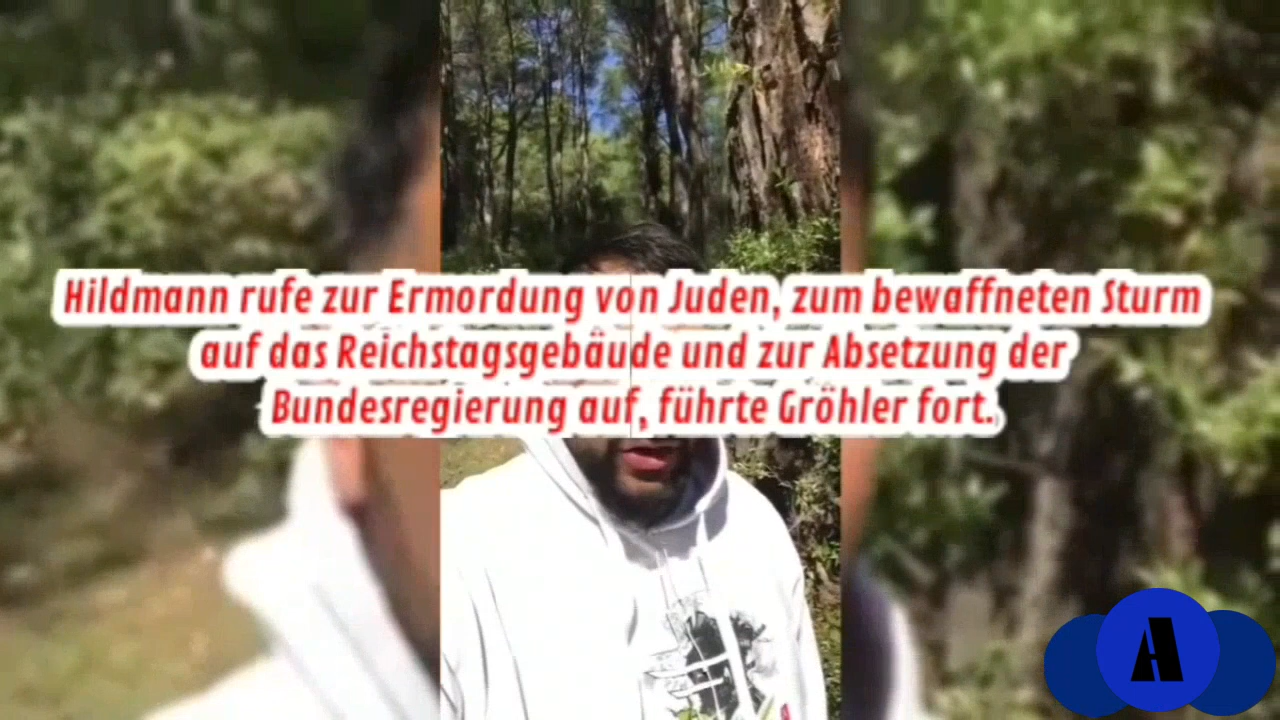 Hildmann rufe zur Ermordung von Juden, zum bewaffneten Sturm
auf das Reichstagsgebäude und zur Absetzung der
Bundesregierung auf, führte Gröhler fort.
A